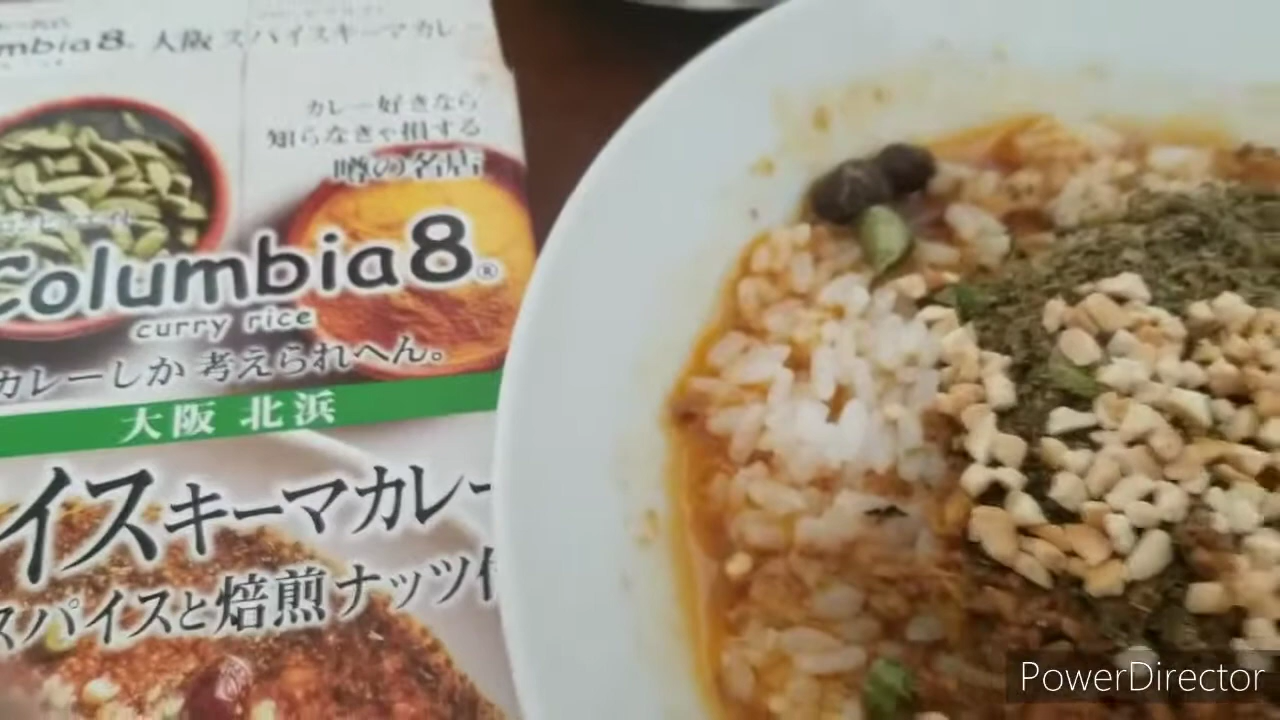 mbia8 大阪 スパイスキーマカレー
カレー好きなら
知らなきゃ損する
噂の名店
Columbia8®
curry rice
カレーしか 考えられへん。
大阪 北浜
イスキーマカレー
スパイスと焙煎ナッツ付
PowerDirector